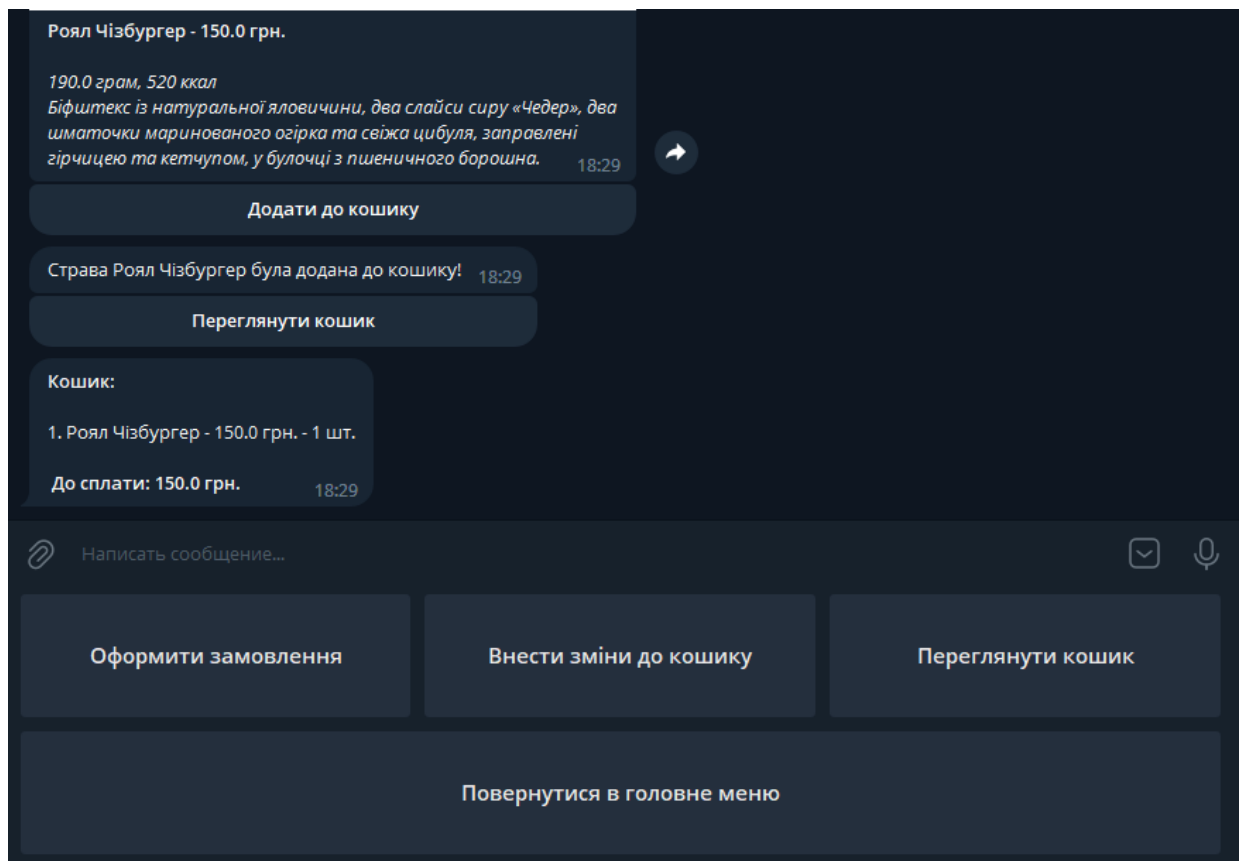 Роял Чізбургер - 150.0 грн.
190.0 грам, 520 ккал
Біфштекс із натуральної яловичини, два слайси сиру «Чедер», два
шматочки маринованого огірка та свіжа цибуля, заправлені
гірчицею та кетчупом, у булочці з пшеничного борошна.
18:29
Додати до кошику
Страва Роял Чізбургер була додана до кошику! 18:29
Переглянути кошик
Кошик:
1. Роял Чізбургер - 150.0 грн. - 1 шт.
До сплати: 150.0 грн. 18:29
Написать сообщение...
Оформити замовлення
Внести зміни до кошику
Переглянути кошик
Повернутися в головне меню